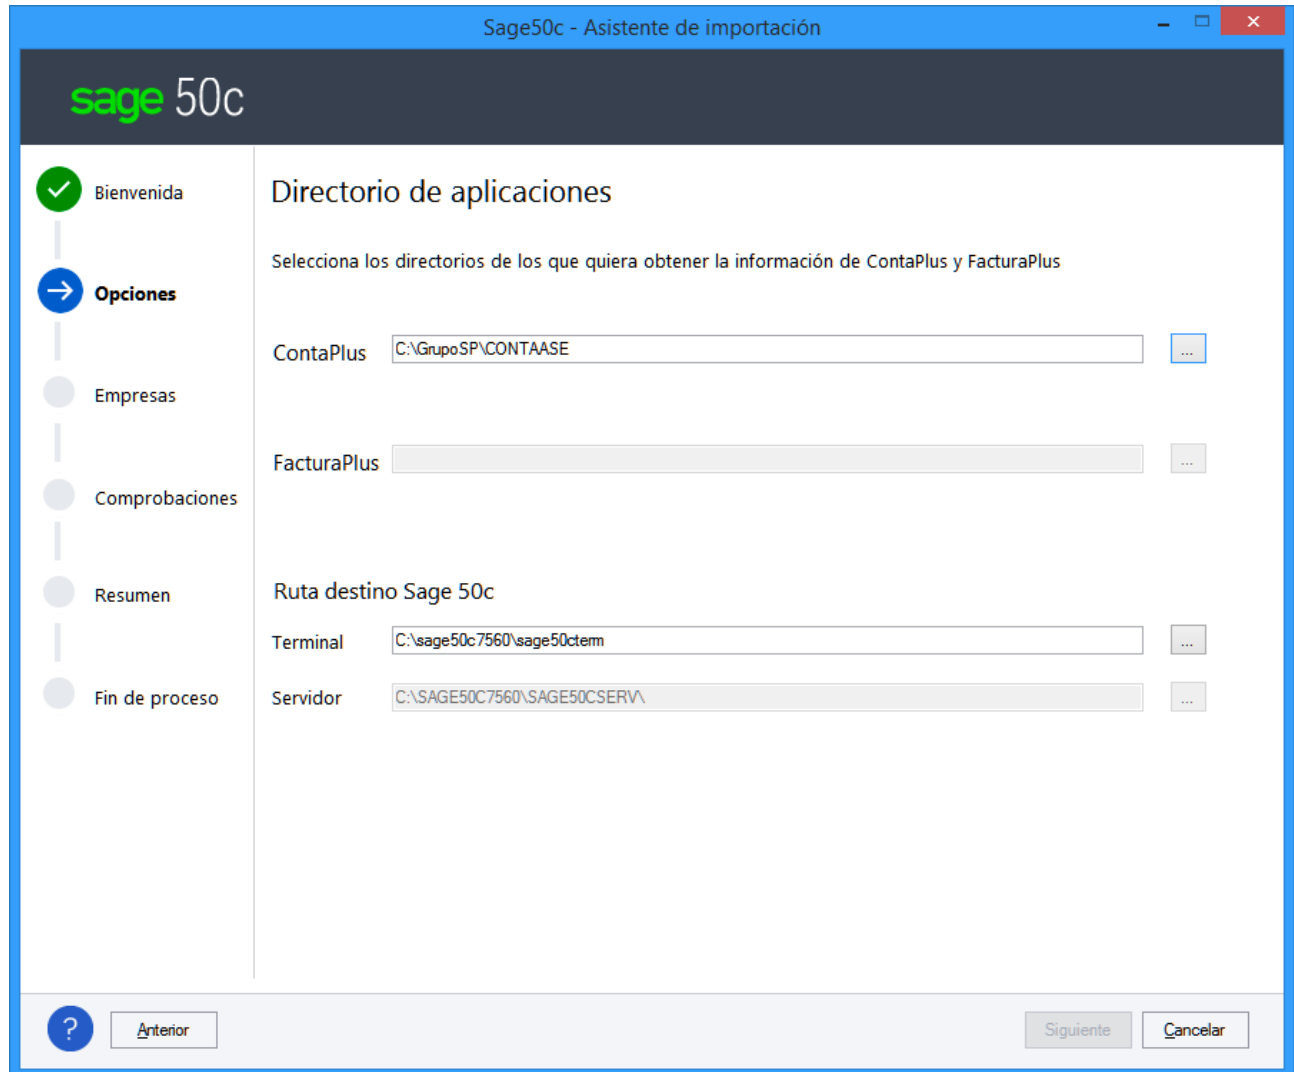 Sage50c - Asistente de importación
sage 50c
Bienvenida
Opciones
Empresas
Comprobaciones
Resumen
Fin de proceso
Directorio de aplicaciones
Selecciona los directorios de los que quiera obtener la información de ContaPlus y FacturaPlus
ContaPlus C:\GrupoSP\CONTAASE ...
FacturaPlus ...
Ruta destino Sage 50c
Terminal C:\sage50c7560\sage50cterm ...
Servidor C:\SAGE50C7560\SAGE50CSERV\ ...
? Anterior Siguiente Cancelar